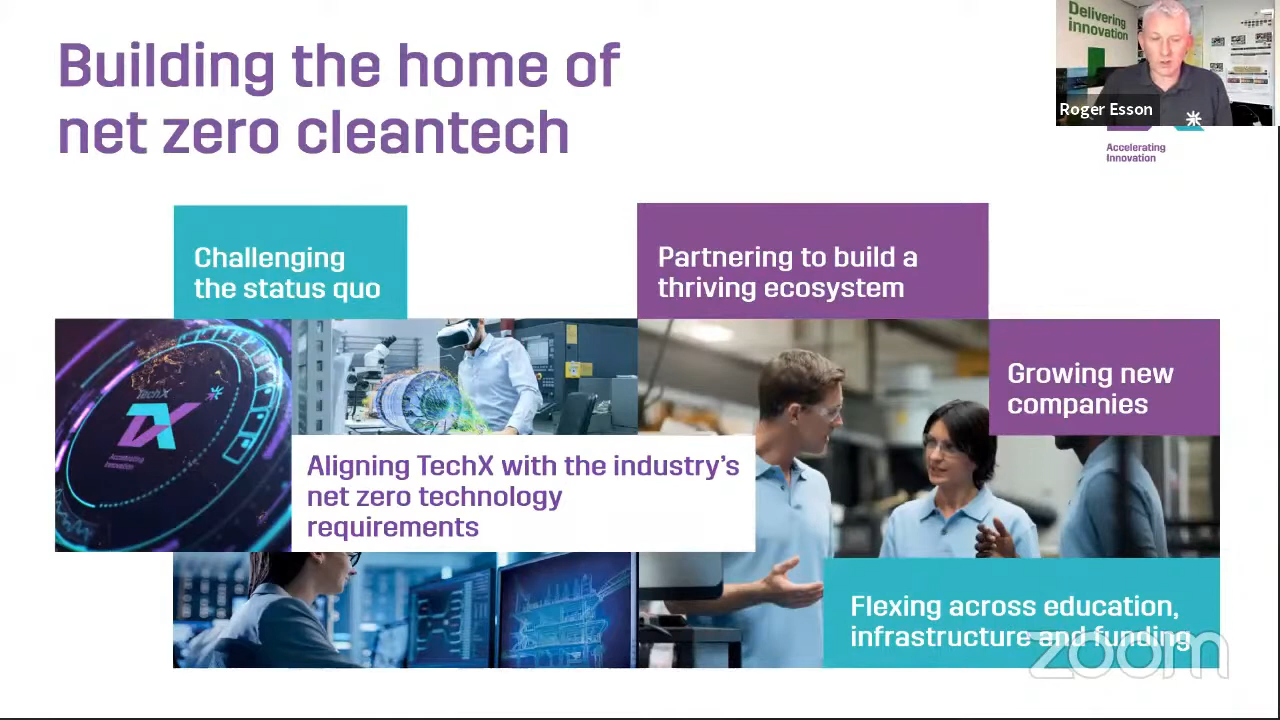 Building the home of
net zero cleantech
Delivering
innovation
Roger Esson
Accelerating
Innovation
Challenging
the status quo
Partnering to build a
thriving ecosystem
Growing new
companies
TechX
Accelerating
Innovation
Aligning TechX with the industry's
net zero technology
requirements
Flexing across education,
infrastructure and funding
zoom